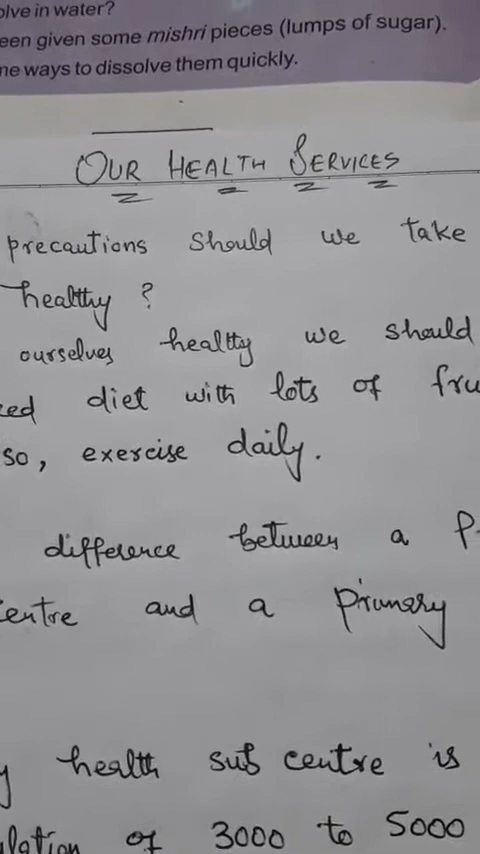 olve in water?
een given some mishri pieces (lumps of sugar).
ne ways to dissolve them quickly.
OUR HEALTH SERVICES
precautions should we take
healthy ?
ourselves healthy we should
ced diet with lots of fru
so, exercise daily.
difference between a P
entre and a primary
y health sub centre is
lation of 3000 to 5000